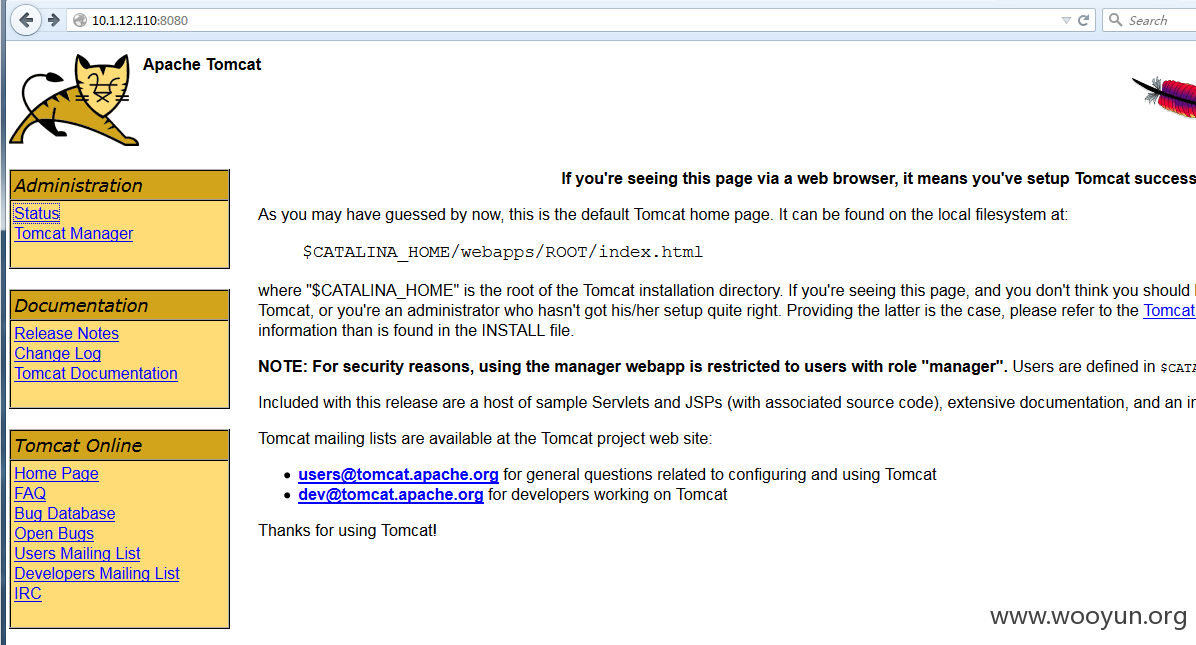 10.1.12.110:8080
Search
Apache Tomcat
Administration
Status
Tomcat Manager
Documentation
Release Notes
Change Log
Tomcat Documentation
Tomcat Online
Home Page
FAQ
Bug Database
Open Bugs
Users Mailing List
Developers Mailing List
IRC
If you're seeing this page via a web browser, it means you've setup Tomcat success
As you may have guessed by now, this is the default Tomcat home page. It can be found on the local filesystem at:
$CATALINA_HOME/webapps/ROOT/index.html
where "$CATALINA_HOME" is the root of the Tomcat installation directory. If you're seeing this page, and you don't think you should
Tomcat, or you're an administrator who hasn't got his/her setup quite right. Providing the latter is the case, please refer to the Tomcat
information than is found in the INSTALL file.
NOTE: For security reasons, using the manager webapp is restricted to users with role "manager". Users are defined in $CATA
Included with this release are a host of sample Servlets and JSPs (with associated source code), extensive documentation, and an in
Tomcat mailing lists are available at the Tomcat project web site:
• users@tomcat.apache.org for general questions related to configuring and using Tomcat
• dev@tomcat.apache.org for developers working on Tomcat
Thanks for using Tomcat!
www.wooyun.org